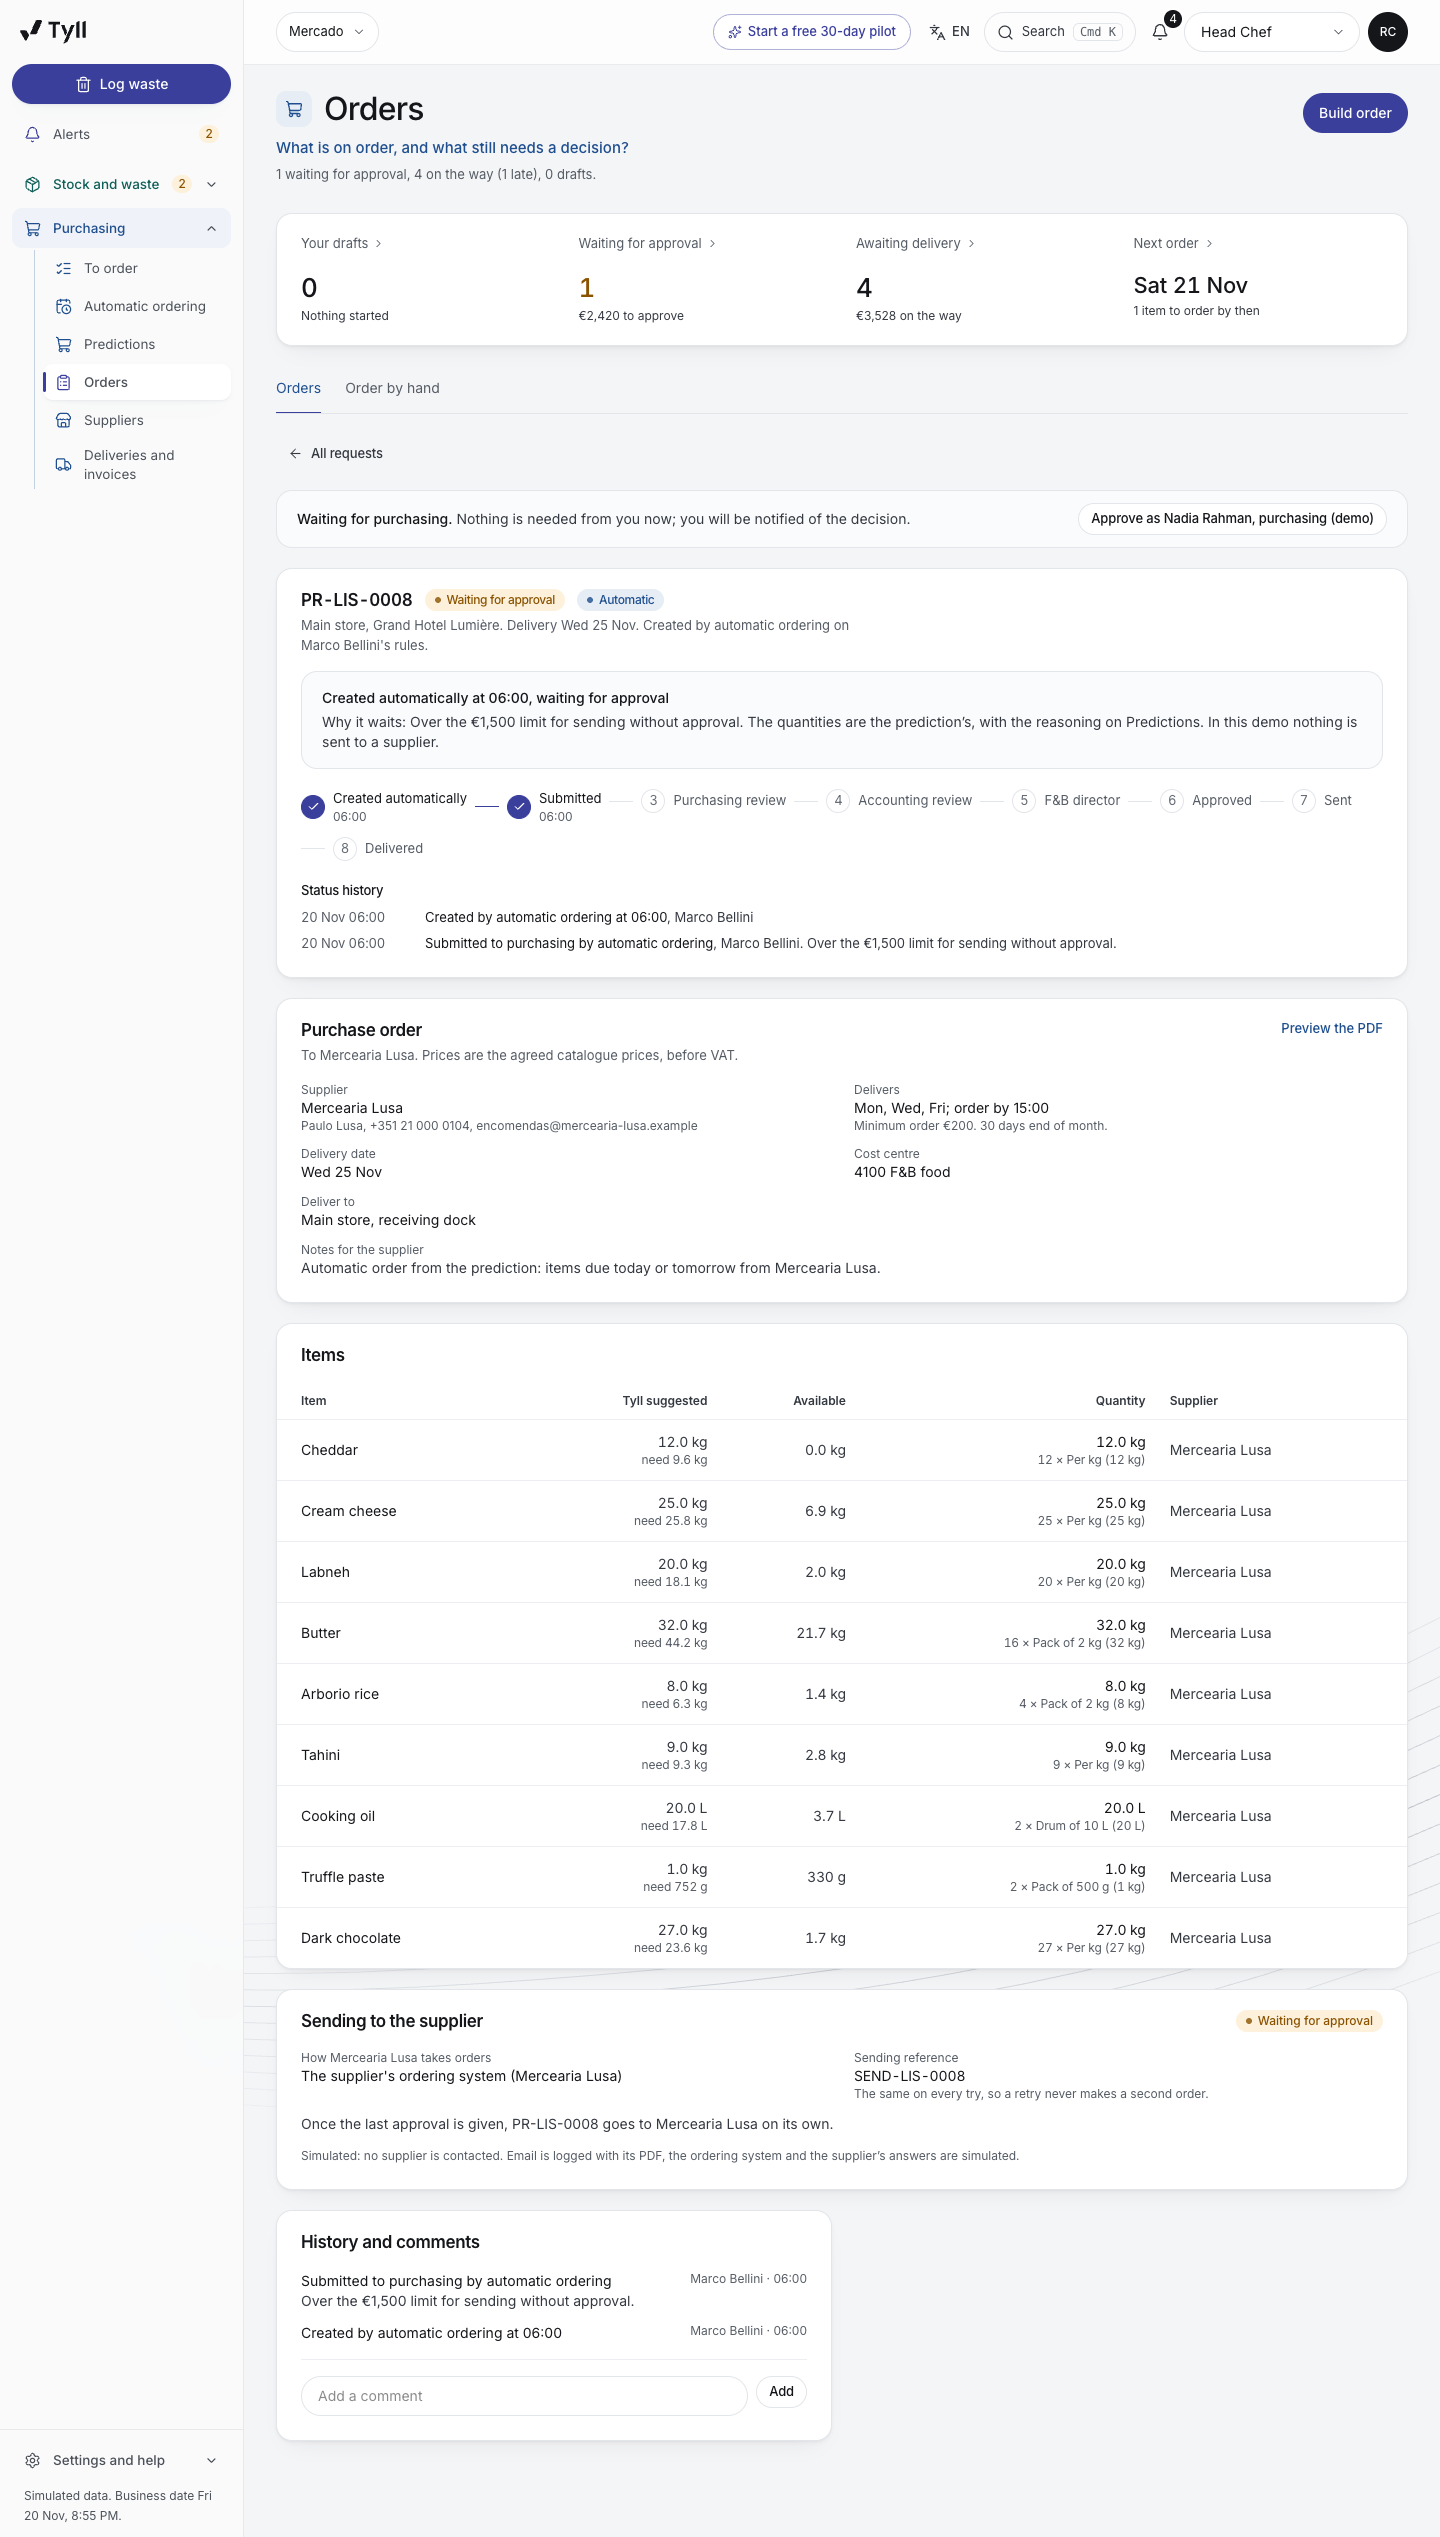 Tyll
Log waste
Alerts 2
Stock and waste 2
Purchasing
To order
Automatic ordering
Predictions
Orders
Suppliers
Deliveries and
invoices
Settings and help
Simulated data. Business date Fri
20 Nov, 8:55 PM.
Mercado
Start a free 30-day pilot
EN
Search Cmd K
4
Head Chef
RC
Orders
Build order
What is on order, and what still needs a decision?
1 waiting for approval, 4 on the way (1 late), 0 drafts.
Your drafts
0
Nothing started
Waiting for approval
1
€2,420 to approve
Awaiting delivery
4
€3,528 on the way
Next order
Sat 21 Nov
1 item to order by then
Orders Order by hand
All requests
Waiting for purchasing. Nothing is needed from you now; you will be notified of the decision.
Approve as Nadia Rahman, purchasing (demo)
PR-LIS-0008 Waiting for approval Automatic
Main store, Grand Hotel Lumière. Delivery Wed 25 Nov. Created by automatic ordering on
Marco Bellini's rules.
Created automatically at 06:00, waiting for approval
Why it waits: Over the €1,500 limit for sending without approval. The quantities are the prediction’s, with the reasoning on Predictions. In this demo nothing is
sent to a supplier.
Created automatically
06:00
Submitted
06:00
3 Purchasing review
4 Accounting review
5 F&B director
6 Approved
7 Sent
8 Delivered
Status history
20 Nov 06:00 Created by automatic ordering at 06:00, Marco Bellini
20 Nov 06:00 Submitted to purchasing by automatic ordering, Marco Bellini. Over the €1,500 limit for sending without approval.
Purchase order
Preview the PDF
To Mercearia Lusa. Prices are the agreed catalogue prices, before VAT.
Supplier
Mercearia Lusa
Paulo Lusa, +351 21 000 0104, encomendas@mercearia-lusa.example
Delivers
Mon, Wed, Fri; order by 15:00
Minimum order €200. 30 days end of month.
Delivery date
Wed 25 Nov
Cost centre
4100 F&B food
Deliver to
Main store, receiving dock
Notes for the supplier
Automatic order from the prediction: items due today or tomorrow from Mercearia Lusa.
Items
Item Tyll suggested Available Quantity Supplier
Cheddar 12.0 kg 0.0 kg 12.0 kg Mercearia Lusa
need 9.6 kg 12 × Per kg (12 kg)
Cream cheese 25.0 kg 6.9 kg 25.0 kg Mercearia Lusa
need 25.8 kg 25 × Per kg (25 kg)
Labneh 20.0 kg 2.0 kg 20.0 kg Mercearia Lusa
need 18.1 kg 20 × Per kg (20 kg)
Butter 32.0 kg 21.7 kg 32.0 kg Mercearia Lusa
need 44.2 kg 16 × Pack of 2 kg (32 kg)
Arborio rice 8.0 kg 1.4 kg 8.0 kg Mercearia Lusa
need 6.3 kg 4 × Pack of 2 kg (8 kg)
Tahini 9.0 kg 2.8 kg 9.0 kg Mercearia Lusa
need 9.3 kg 9 × Per kg (9 kg)
Cooking oil 20.0 L 3.7 L 20.0 L Mercearia Lusa
need 17.8 L 2 × Drum of 10 L (20 L)
Truffle paste 1.0 kg 330 g 1.0 kg Mercearia Lusa
need 752 g 2 × Pack of 500 g (1 kg)
Dark chocolate 27.0 kg 1.7 kg 27.0 kg Mercearia Lusa
need 23.6 kg 27 × Per kg (27 kg)
Sending to the supplier
Waiting for approval
How Mercearia Lusa takes orders
The supplier's ordering system (Mercearia Lusa)
Sending reference
SEND-LIS-0008
The same on every try, so a retry never makes a second order.
Once the last approval is given, PR-LIS-0008 goes to Mercearia Lusa on its own.
Simulated: no supplier is contacted. Email is logged with its PDF, the ordering system and the supplier’s answers are simulated.
History and comments
Submitted to purchasing by automatic ordering Marco Bellini · 06:00
Over the €1,500 limit for sending without approval.
Created by automatic ordering at 06:00 Marco Bellini · 06:00
Add a comment
Add